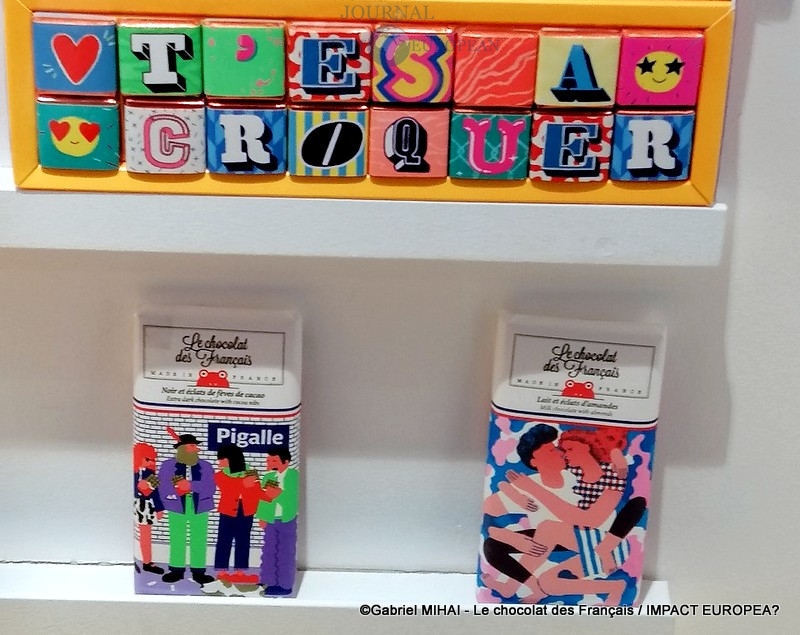 JOURNAL
EUROPEAN
T'ES A
CROQUER
Le chocolat
des Français
MADE IN FRANCE
Noir et éclats de fèves de cacao
Extra dark chocolate with cocoa nibs
Pigalle
Le chocolat
des Français
MADE IN FRANCE
Lait et éclats d'amandes
Milk chocolate with almonds
©Gabriel MIHAI - Le chocolat des Français / IMPACT EUROPEA?